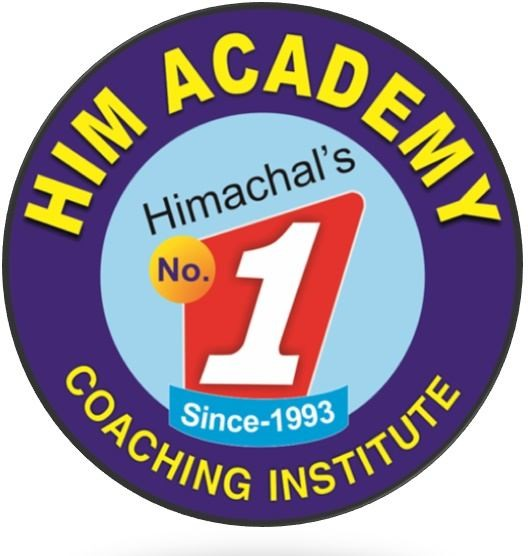 HIM ACADEMY
Himachal's
No.
1
Since-1993
COACHING INSTITUTE